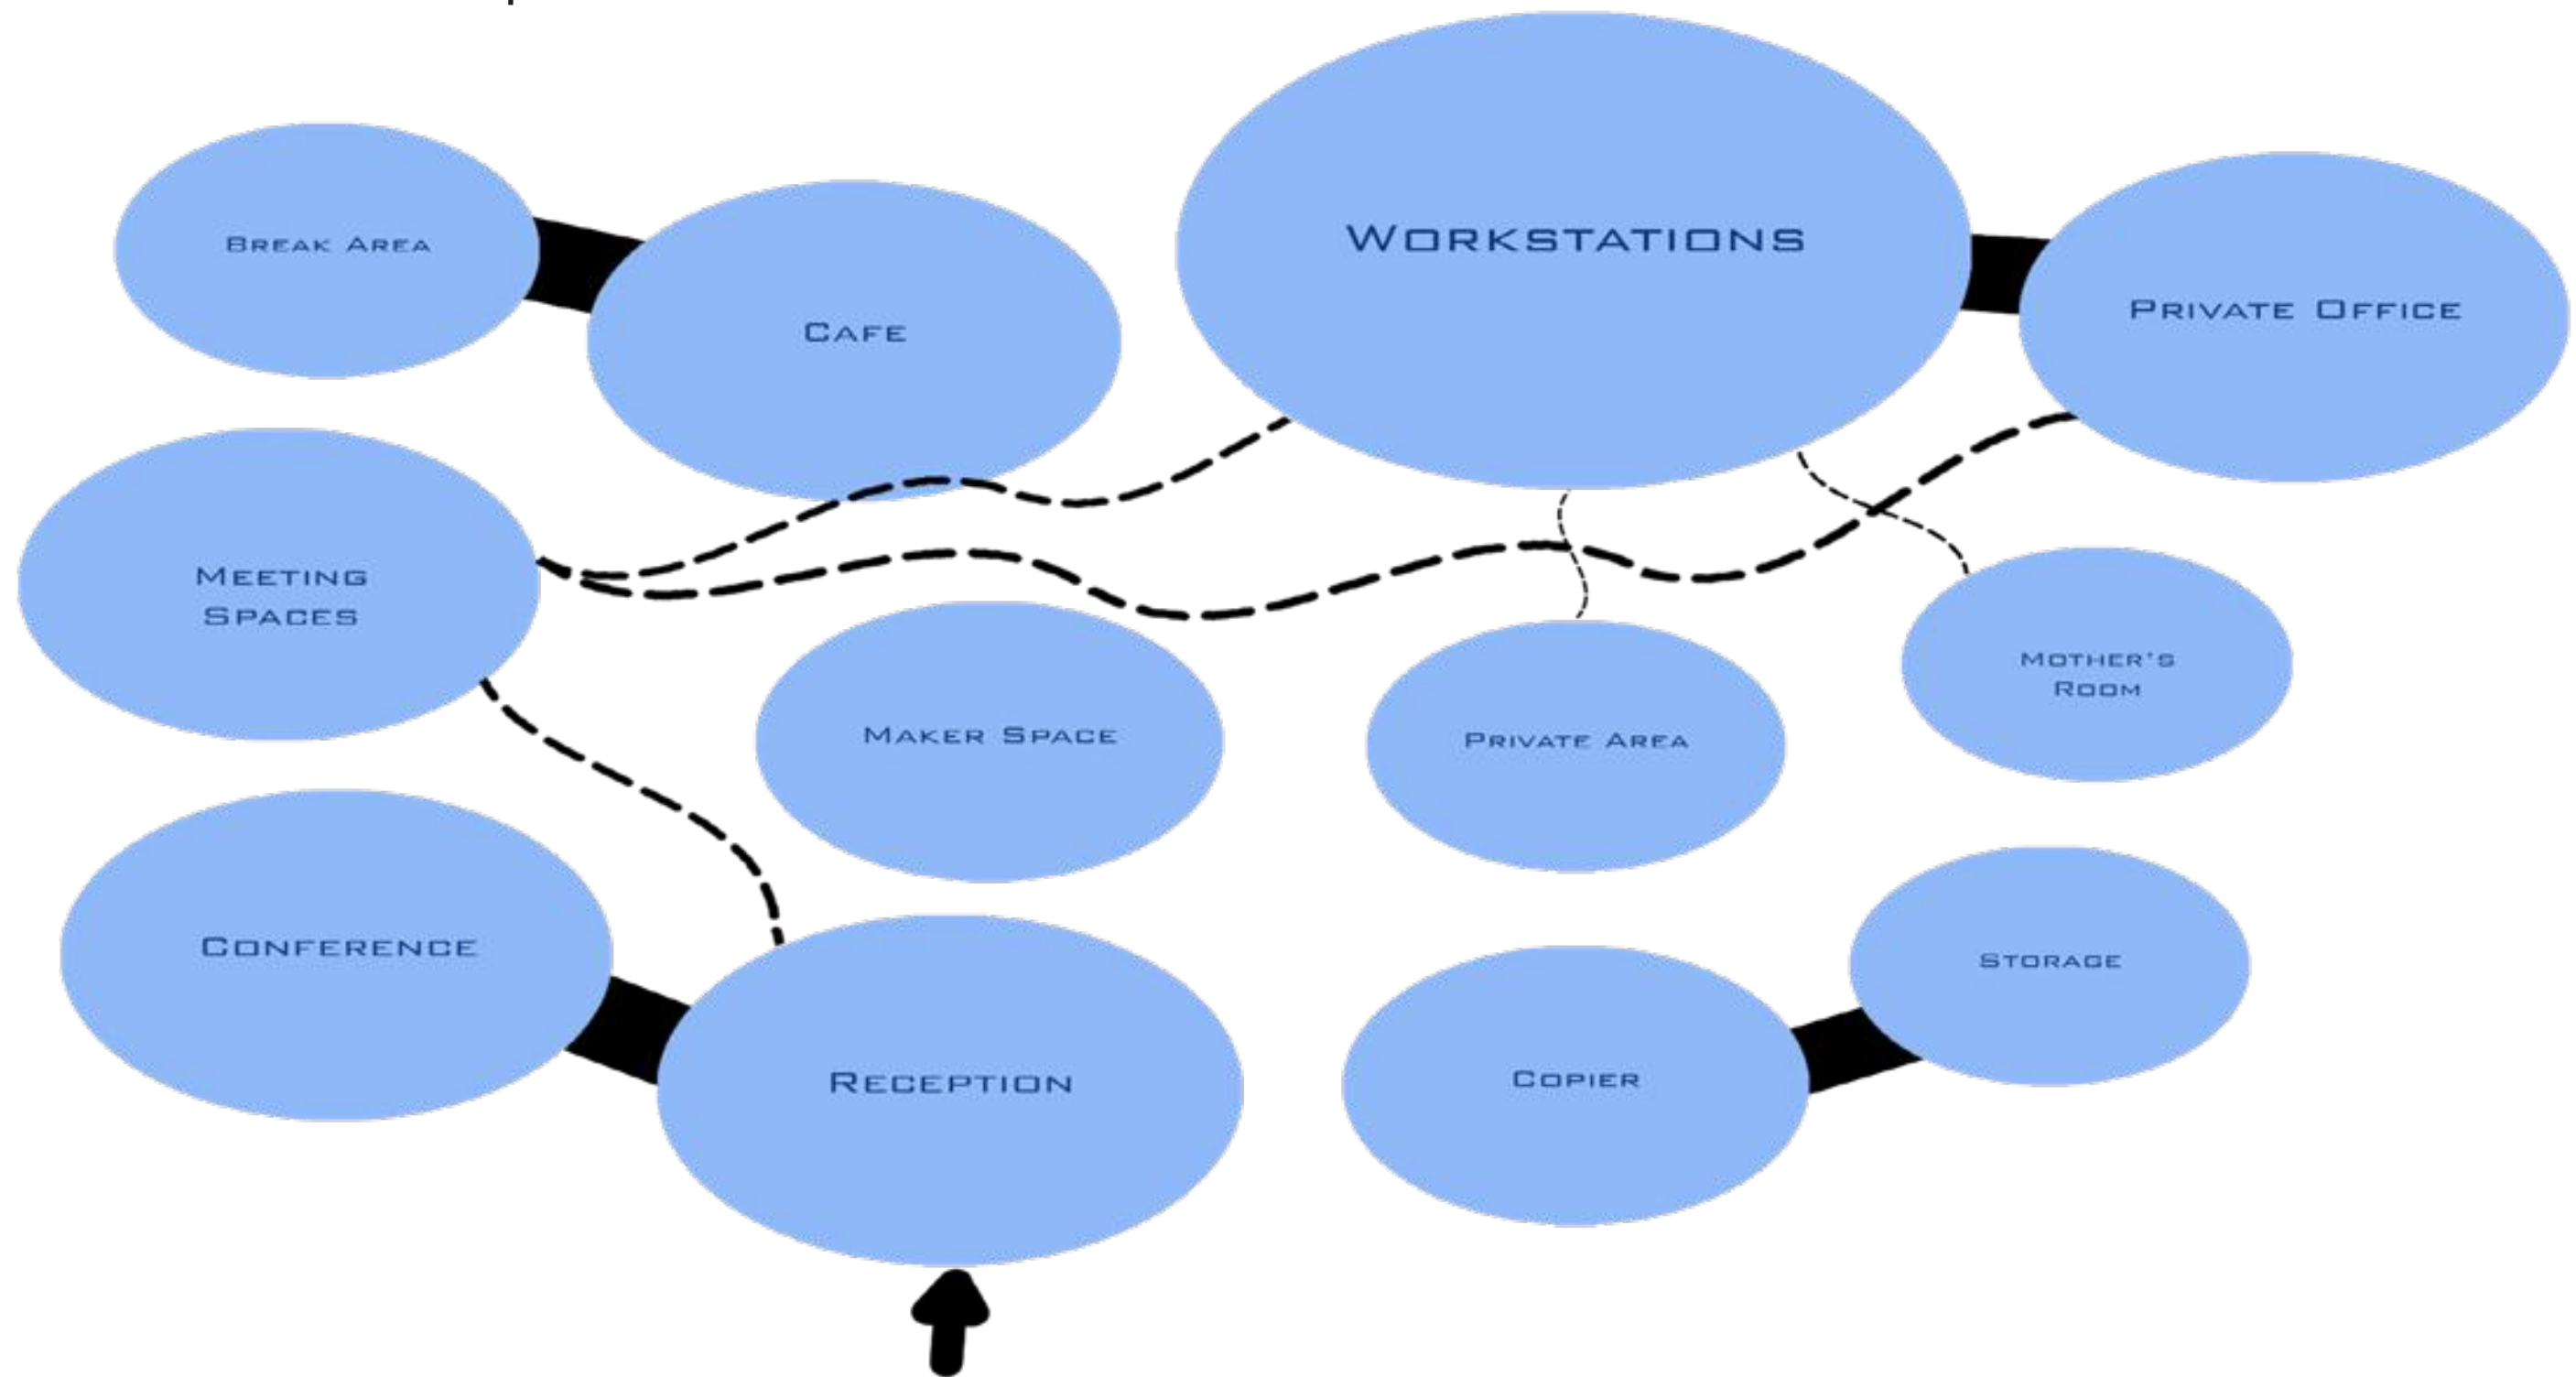 Workstations
Break Area
Cafe
Private Office
Meeting
Spaces
Maker Space
Private Area
Mother's
Room
Conference
Reception
Copier
Storage